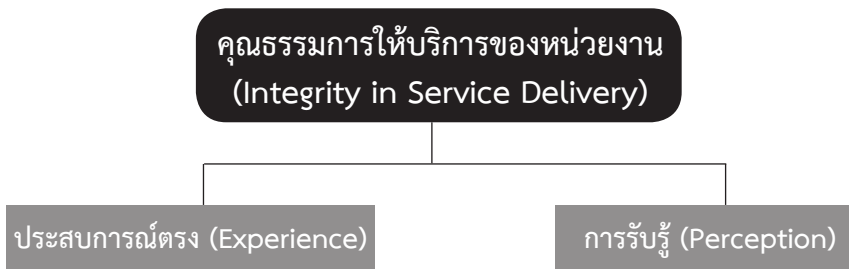 คุณธรรมการให้บริการของหน่วยงาน
(Integrity in Service Delivery)
ประสบการณ์ตรง (Experience)
การรับรู้ (Perception)